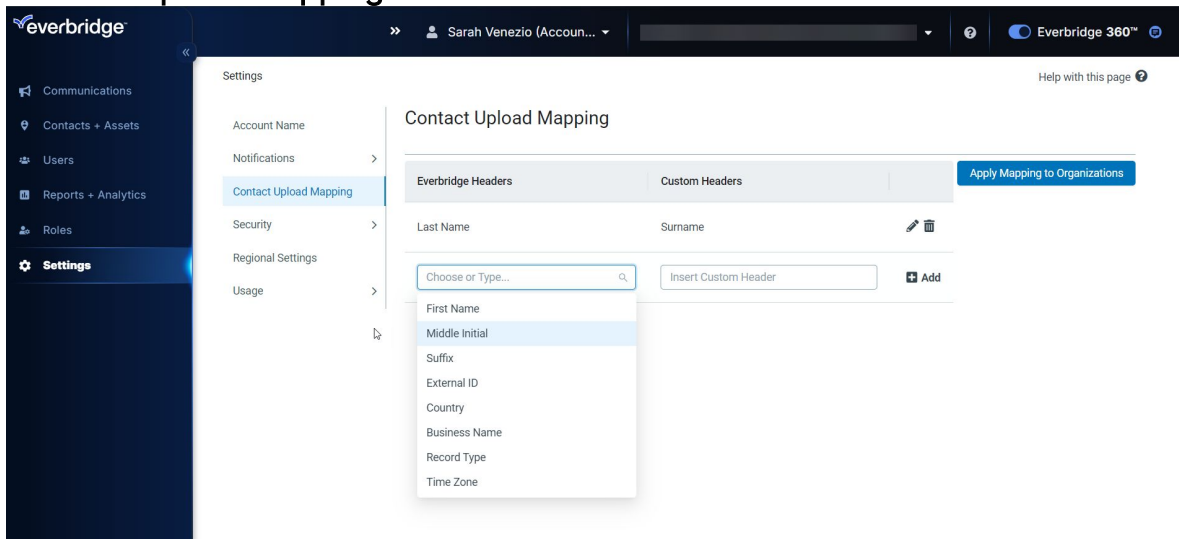 everbridge™
«
»
Sarah Venezio (Accoun...
Everbridge 360™
Communications
Contacts + Assets
Users
Reports + Analytics
Roles
Settings
Settings
Help with this page
Account Name
Notifications
Contact Upload Mapping
Security
Regional Settings
Usage
Contact Upload Mapping
Everbridge Headers
Custom Headers
Apply Mapping to Organizations
Last Name
Surname
Choose or Type...
Insert Custom Header
Add
First Name
Middle Initial
Suffix
External ID
Country
Business Name
Record Type
Time Zone